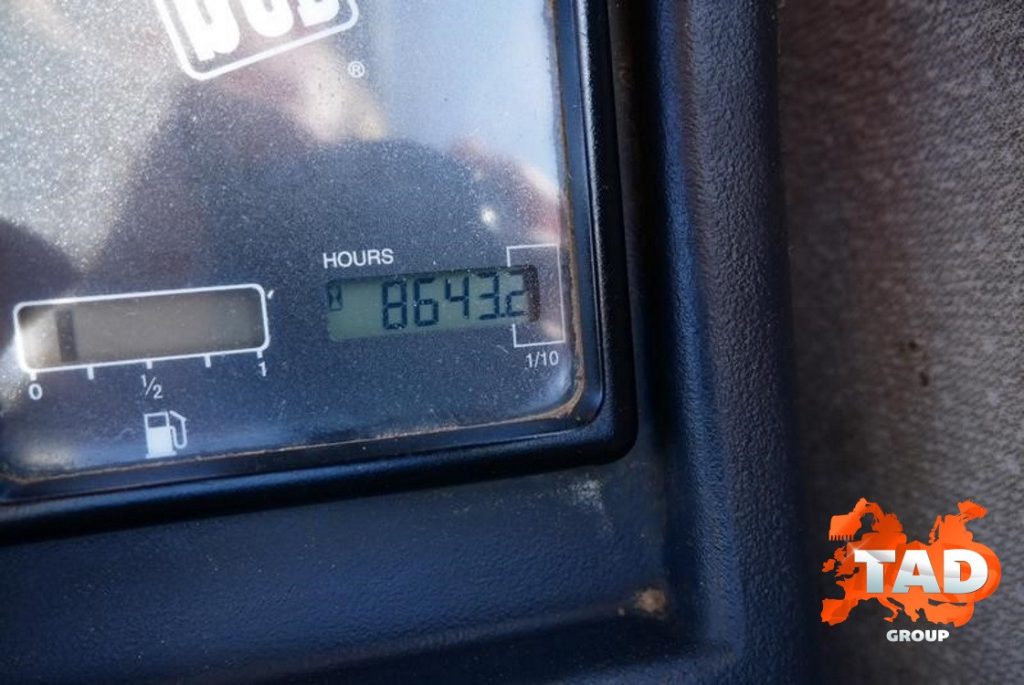 ®
HOURS
8643.2
1/10
0 1/2 1
TAD
GROUP